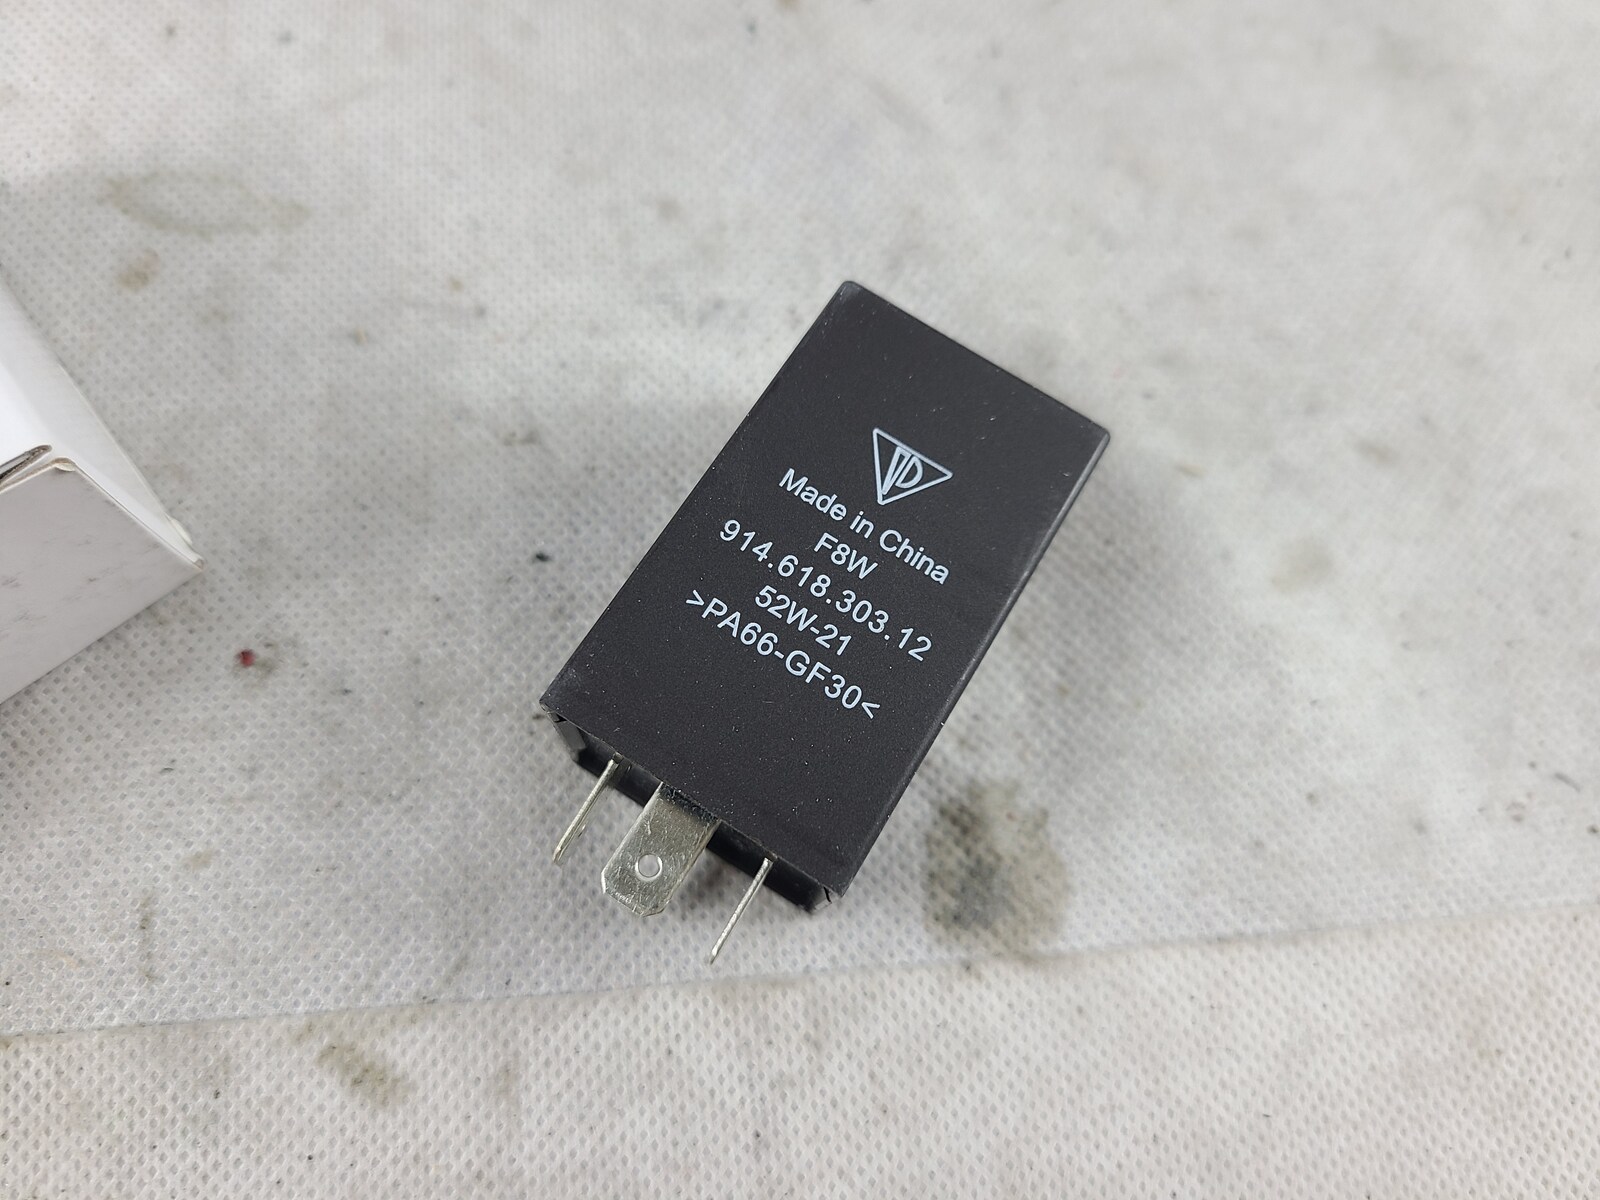 Made in China
F8W
914.618.303.12
52W-21
>PA66-GF30<